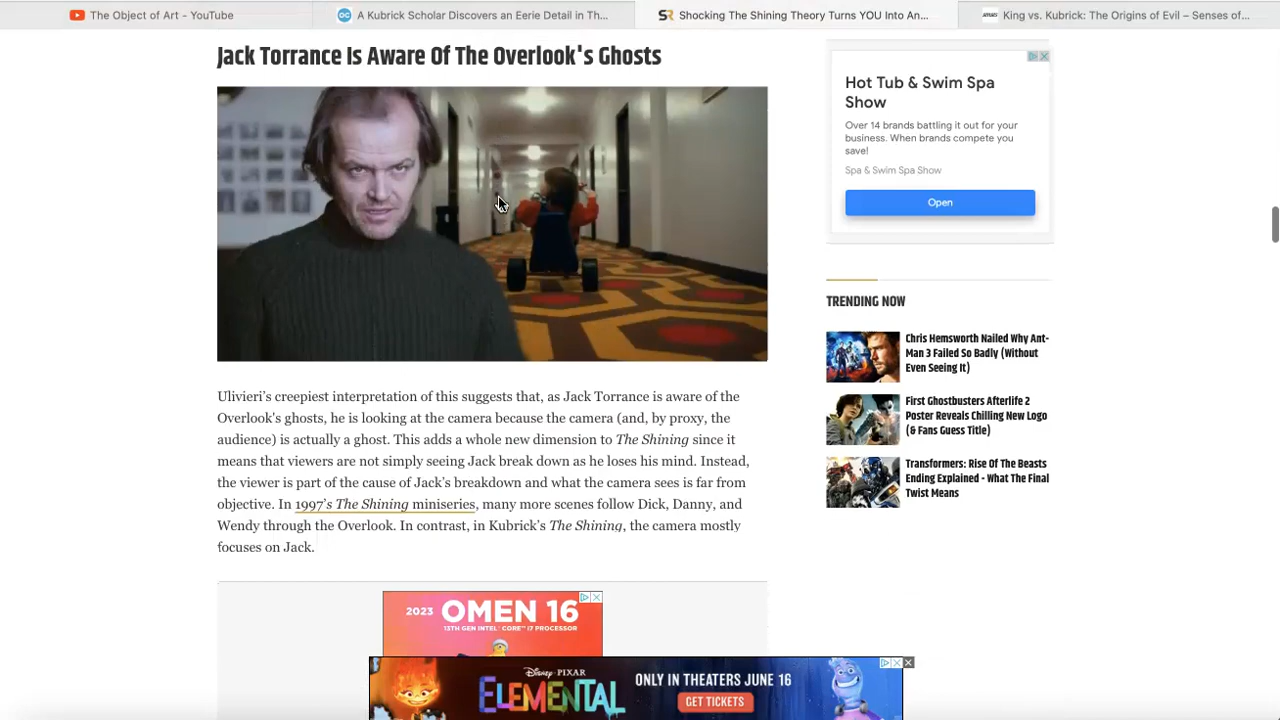 The Object of Art - YouTube
OC
A Kubrick Scholar Discovers an Eerie Detail in Th...
SR
Shocking The Shining Theory Turns YOU Into An...
King vs. Kubrick: The Origins of Evil – Senses of...
Jack Torrance Is Aware Of The Overlook's Ghosts
Ulivieri’s creepiest interpretation of this suggests that, as Jack Torrance is aware of the
Overlook's ghosts, he is looking at the camera because the camera (and, by proxy, the
audience) is actually a ghost. This adds a whole new dimension to The Shining since it
means that viewers are not simply seeing Jack break down as he loses his mind. Instead,
the viewer is part of the cause of Jack’s breakdown and what the camera sees is far from
objective. In 1997’s The Shining miniseries, many more scenes follow Dick, Danny, and
Wendy through the Overlook. In contrast, in Kubrick’s The Shining, the camera mostly
focuses on Jack.
Hot Tub & Swim Spa
Show
Over 14 brands battling it out for your
business. When brands compete you
save!
Spa & Swim Spa Show
Open
TRENDING NOW
Chris Hemsworth Nailed Why Ant-
Man 3 Failed So Badly (Without
Even Seeing It)
First Ghostbusters Afterlife 2
Poster Reveals Chilling New Logo
(& Fans Guess Title)
Transformers: Rise Of The Beasts
Ending Explained - What The Final
Twist Means
2023 OMEN 16
13TH GEN INTEL® CORE™ I7 PROCESSOR
Disney · PIXAR
ELEMENTAL
ONLY IN THEATERS JUNE 16
GET TICKETS